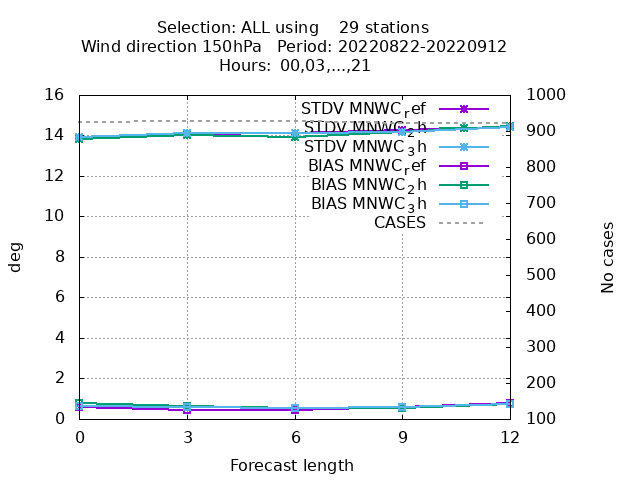 Selection: ALL using    29 stations
Wind direction 150hPa   Period: 20220822-20220912
Hours: 00,03,...,21
16
14
12
10
8
6
4
2
0
1000
900
800
700
600
500
400
300
200
100
STDV MNWC_ref
STDV MNWC_2h
STDV MNWC_3h
BIAS MNWC_ref
BIAS MNWC_2h
BIAS MNWC_3h
CASES
deg
No cases
0 3 6 9 12
Forecast length